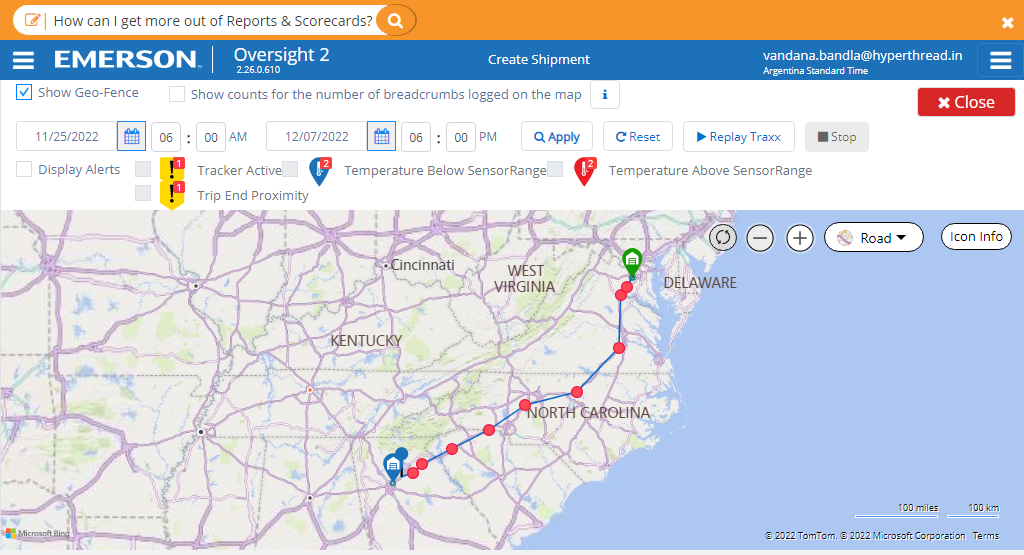 How can I get more out of Reports & Scorecards?
EMERSON
Oversight 2
2.26.0.610
Create Shipment
vandana.bandla@hyperthread.in
Argentina Standard Time
Show Geo-Fence
Show counts for the number of breadcrumbs logged on the map
i
Close
11/25/2022
06 : 00 AM
12/07/2022
06 : 00 PM
Apply
Reset
Replay Traxx
Stop
Display Alerts
1
Tracker Active
2
Temperature Below SensorRange
2
Temperature Above SensorRange
1
Trip End Proximity
Road
Icon Info
Cincinnati
WEST
VIRGINIA
DELAWARE
KENTUCKY
NORTH CAROLINA
100 miles
100 km
Microsoft Bing
© 2022 TomTom, © 2022 Microsoft Corporation Terms